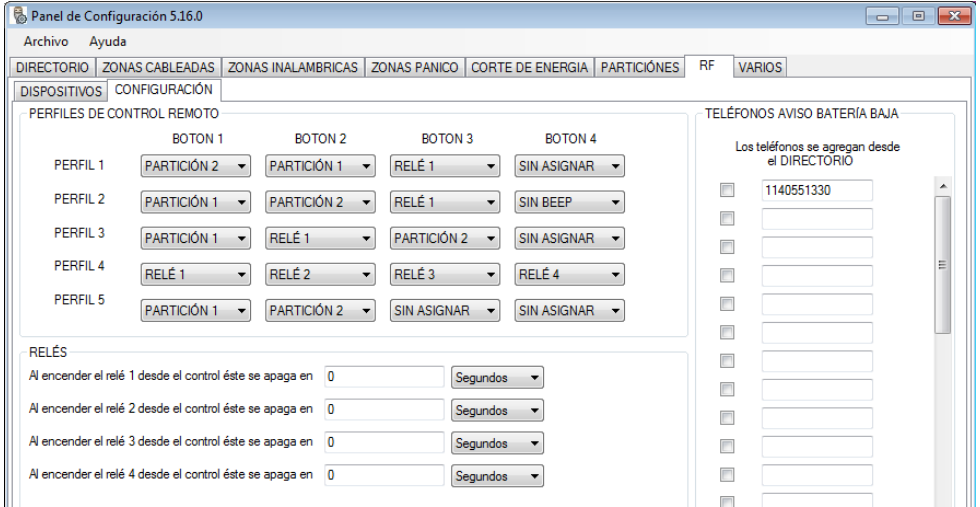 Panel de Configuración 5.16.0
Archivo Ayuda
DIRECTORIO ZONAS CABLEADAS ZONAS INALAMBRICAS ZONAS PANICO CORTE DE ENERGIA PARTICIÓNES RF VARIOS
DISPOSITIVOS CONFIGURACIÓN
PERFILES DE CONTROL REMOTO
BOTON 1 BOTON 2 BOTON 3 BOTON 4
PERFIL 1 PARTICIÓN 2 PARTICIÓN 1 RELÉ 1 SIN ASIGNAR
PERFIL 2 PARTICIÓN 1 PARTICIÓN 2 RELÉ 1 SIN BEEP
PERFIL 3 PARTICIÓN 1 RELÉ 1 PARTICIÓN 2 SIN ASIGNAR
PERFIL 4 RELÉ 1 RELÉ 2 RELÉ 3 RELÉ 4
PERFIL 5 PARTICIÓN 1 PARTICIÓN 2 SIN ASIGNAR SIN ASIGNAR
RELÉS
Al encender el relé 1 desde el control éste se apaga en 0 Segundos
Al encender el relé 2 desde el control éste se apaga en 0 Segundos
Al encender el relé 3 desde el control éste se apaga en 0 Segundos
Al encender el relé 4 desde el control éste se apaga en 0 Segundos
TELÉFONOS AVISO BATERÍA BAJA
Los teléfonos se agregan desde
el DIRECTORIO
1140551330